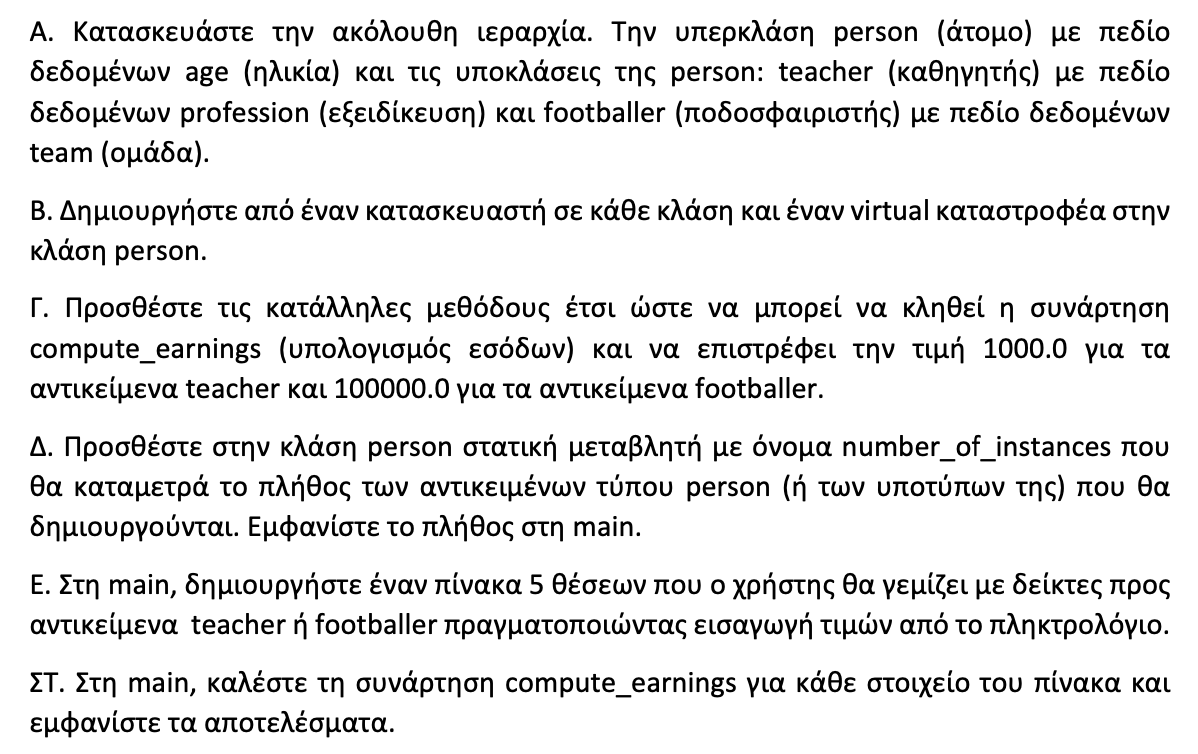 Α. Κατασκευάστε την ακόλουθη ιεραρχία. Την υπερκλάση person (άτομο) με πεδίο
δεδομένων age (ηλικία) και τις υποκλάσεις της person: teacher (καθηγητής) με πεδίο
δεδομένων profession (εξειδίκευση) και footballer (ποδοσφαιριστής) με πεδίο δεδομένων
team (ομάδα).
Β. Δημιουργήστε από έναν κατασκευαστή σε κάθε κλάση και έναν virtual καταστροφέα στην
κλάση person.
Γ. Προσθέστε τις κατάλληλες μεθόδους έτσι ώστε να μπορεί να κληθεί η συνάρτηση
compute_earnings (υπολογισμός εσόδων) και να επιστρέφει την τιμή 1000.0 για τα
αντικείμενα teacher και 100000.0 για τα αντικείμενα footballer.
Δ. Προσθέστε στην κλάση person στατική μεταβλητή με όνομα number_of_instances που
θα καταμετρά το πλήθος των αντικειμένων τύπου person (ή των υποτύπων της) που θα
δημιουργούνται. Εμφανίστε το πλήθος στη main.
Ε. Στη main, δημιουργήστε έναν πίνακα 5 θέσεων που ο χρήστης θα γεμίζει με δείκτες προς
αντικείμενα teacher ή footballer πραγματοποιώντας εισαγωγή τιμών από το πληκτρολόγιο.
ΣΤ. Στη main, καλέστε τη συνάρτηση compute_earnings για κάθε στοιχείο του πίνακα και
εμφανίστε τα αποτελέσματα.